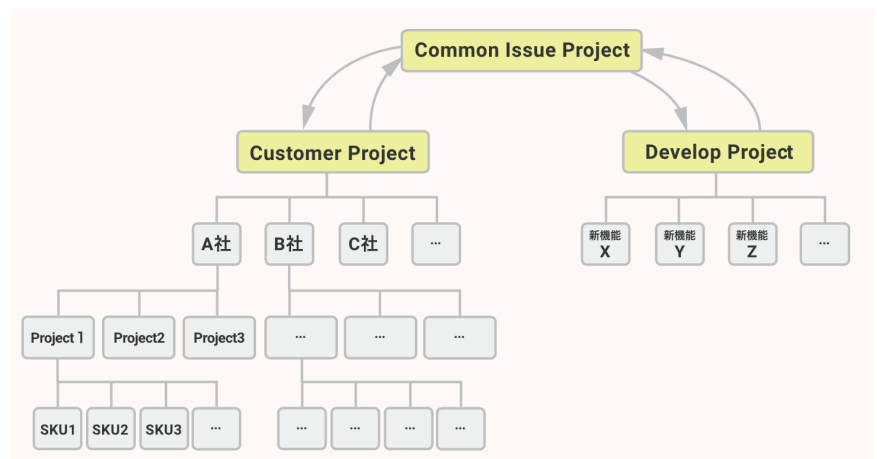 Common Issue Project
Customer Project
Develop Project
A社
B社
C社
...
新機能
X
新機能
Y
新機能
Z
...
Project 1
Project2
Project3
...
...
...
SKU1
SKU2
SKU3
...
...
...
...
...